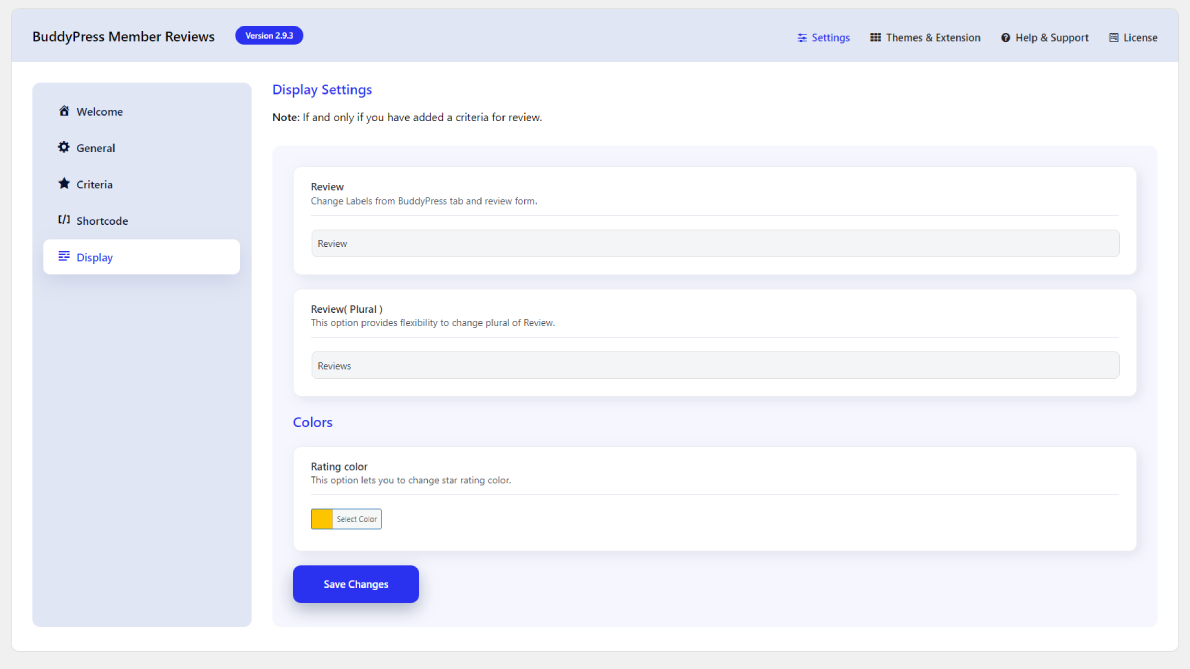 BuddyPress Member Reviews
Version 2.9.3
Settings
Themes & Extension
Help & Support
License
Welcome
General
Criteria
[/] Shortcode
Display
Display Settings
Note: If and only if you have added a criteria for review.
Review
Change Labels from BuddyPress tab and review form.
Review
Review( Plural )
This option provides flexibility to change plural of Review.
Reviews
Colors
Rating color
This option lets you to change star rating color.
Select Color
Save Changes